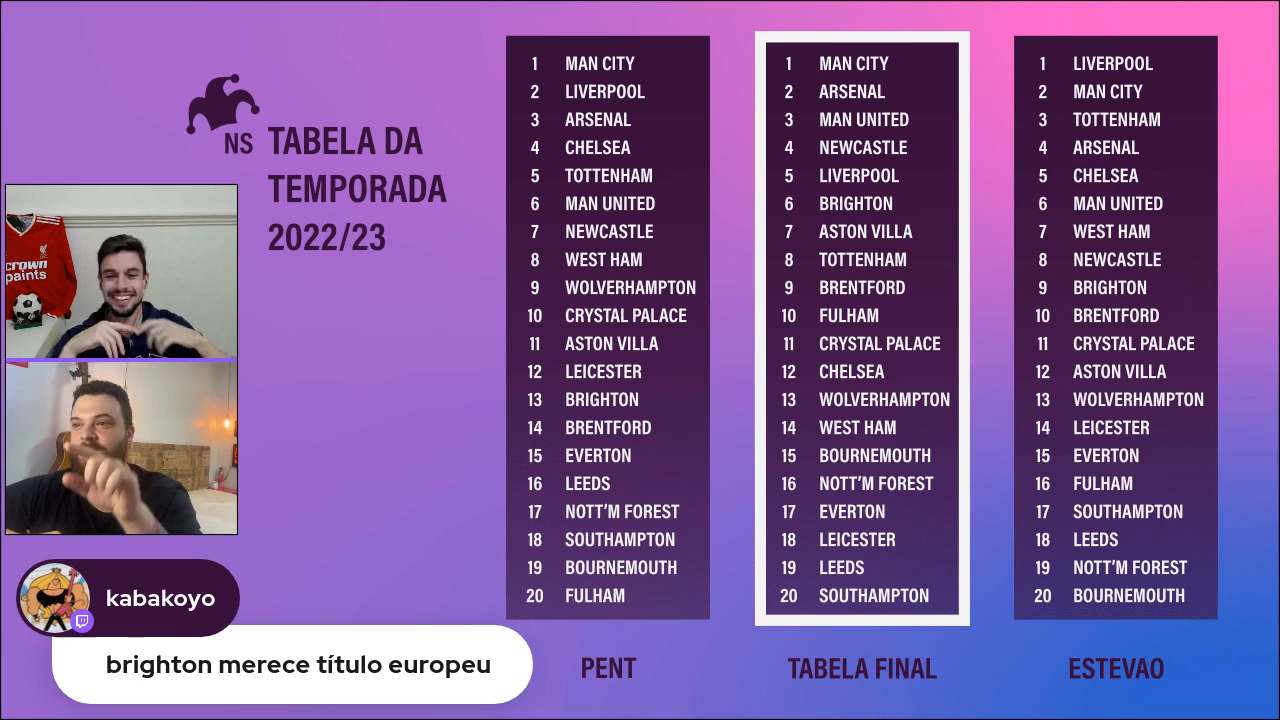 NS
TABELA DA
TEMPORADA
2022/23
crown
paints
kabakoyo
brighton merece título europeu
1 MAN CITY
2 LIVERPOOL
3 ARSENAL
4 CHELSEA
5 TOTTENHAM
6 MAN UNITED
7 NEWCASTLE
8 WEST HAM
9 WOLVERHAMPTON
10 CRYSTAL PALACE
11 ASTON VILLA
12 LEICESTER
13 BRIGHTON
14 BRENTFORD
15 EVERTON
16 LEEDS
17 NOTT'M FOREST
18 SOUTHAMPTON
19 BOURNEMOUTH
20 FULHAM
PENT
1 MAN CITY
2 ARSENAL
3 MAN UNITED
4 NEWCASTLE
5 LIVERPOOL
6 BRIGHTON
7 ASTON VILLA
8 TOTTENHAM
9 BRENTFORD
10 FULHAM
11 CRYSTAL PALACE
12 CHELSEA
13 WOLVERHAMPTON
14 WEST HAM
15 BOURNEMOUTH
16 NOTT'M FOREST
17 EVERTON
18 LEICESTER
19 LEEDS
20 SOUTHAMPTON
TABELA FINAL
1 LIVERPOOL
2 MAN CITY
3 TOTTENHAM
4 ARSENAL
5 CHELSEA
6 MAN UNITED
7 WEST HAM
8 NEWCASTLE
9 BRIGHTON
10 BRENTFORD
11 CRYSTAL PALACE
12 ASTON VILLA
13 WOLVERHAMPTON
14 LEICESTER
15 EVERTON
16 FULHAM
17 SOUTHAMPTON
18 LEEDS
19 NOTT'M FOREST
20 BOURNEMOUTH
ESTEVAO